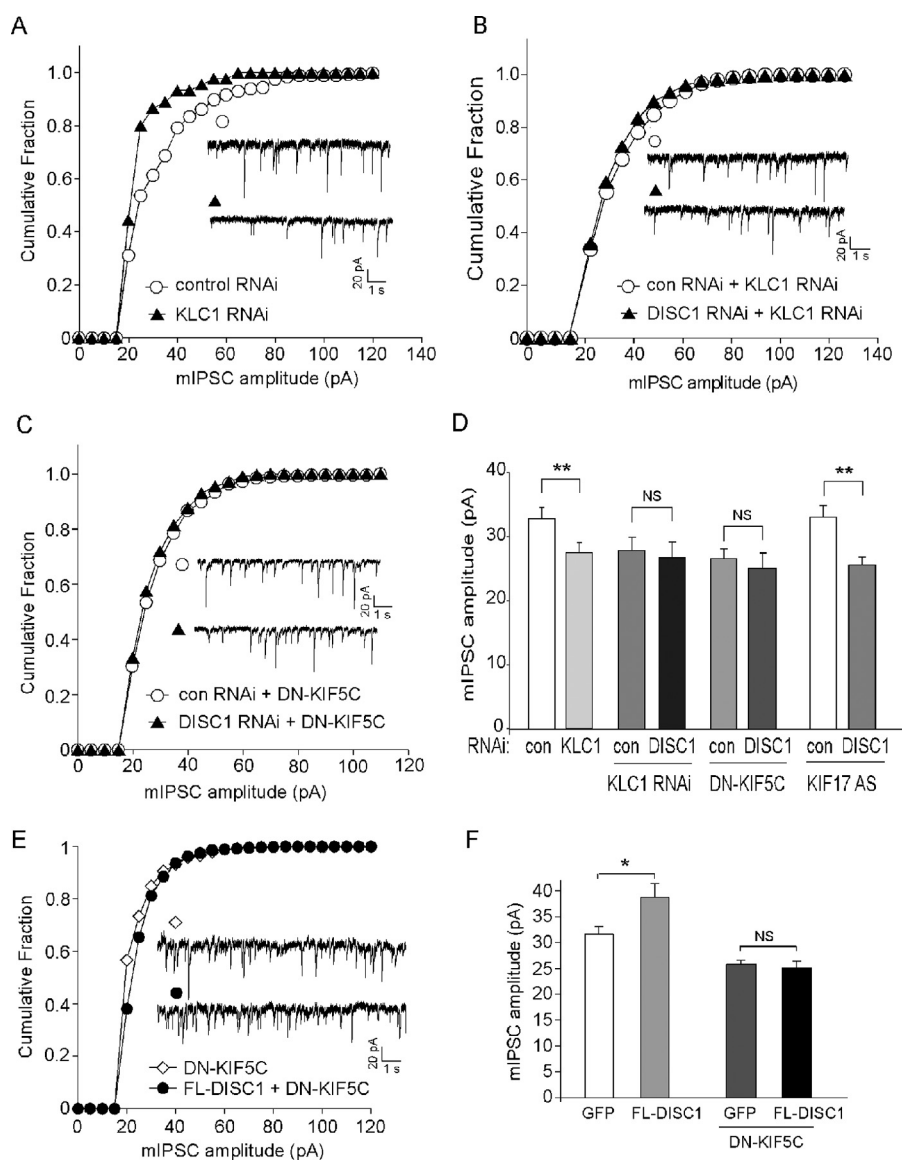 A
Cumulative Fraction
1.0
0.8
0.6
0.4
0.2
0
0 20 40 60 80 100 120
mIPSC amplitude (pA)
control RNAi
KLC1 RNAi
20 pA
1 s
B
Cumulative Fraction
1.0
0.8
0.6
0.4
0.2
0
0 20 40 60 80 100 120 140
mIPSC amplitude (pA)
con RNAi + KLC1 RNAi
DISC1 RNAi + KLC1 RNAi
20 pA
1 s
C
Cumulative Fraction
1.0
0.8
0.6
0.4
0.2
0
0 20 40 60 80 100 120
mIPSC amplitude (pA)
con RNAi + DN-KIF5C
DISC1 RNAi + DN-KIF5C
20 pA
1 s
D
mIPSC amplitude (pA)
40
30
20
10
0
** NS NS **
RNAi: con KLC1 con DISC1 con DISC1 con DISC1
KLC1 RNAi DN-KIF5C KIF17 AS
E
Cumulative Fraction
1.0
0.8
0.6
0.4
0.2
0
0 20 40 60 80 100 120
mIPSC amplitude (pA)
DN-KIF5C
FL-DISC1 + DN-KIF5C
20 pA
1 s
F
mIPSC amplitude (pA)
40
35
30
25
20
15
10
5
0
* NS
GFP FL-DISC1 GFP FL-DISC1
DN-KIF5C